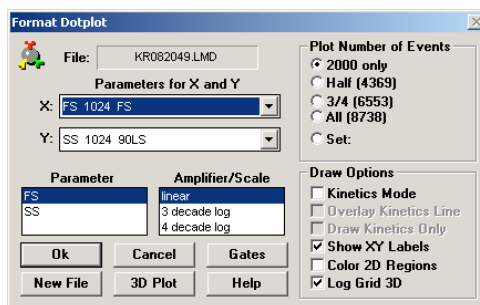 Format Dotplot
File: KR082049.LMD
Parameters for X and Y
X: FS 1024 FS
Y: SS 1024 90LS
Parameter
FS
SS
Amplifier/Scale
linear
3 decade log
4 decade log
Ok Cancel Gates
New File 3D Plot Help
Plot Number of Events
2000 only
Half (4369)
3/4 (6553)
All (8738)
Set:
Draw Options
Kinetics Mode
Overlay Kinetics Line
Draw Kinetics Only
Show XY Labels
Color 2D Regions
Log Grid 3D